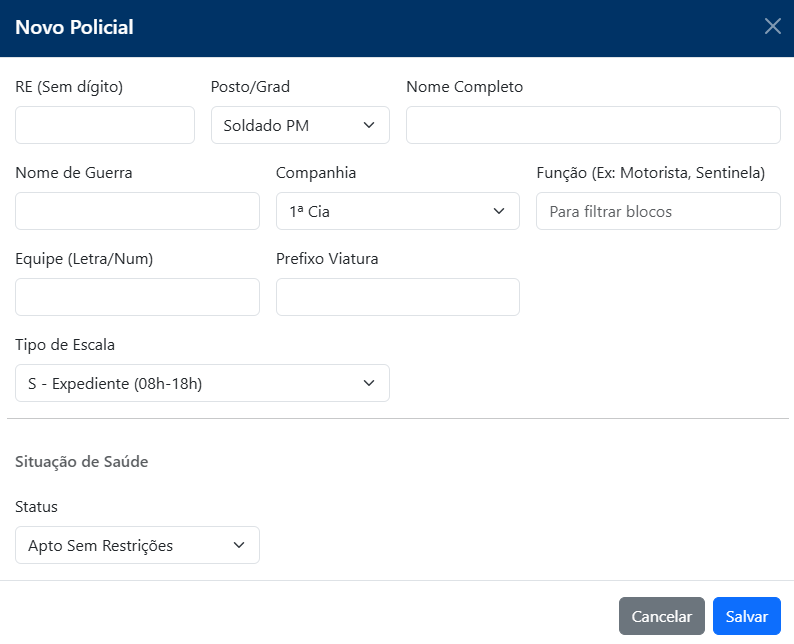 Novo Policial
RE (Sem dígito) Posto/Grad Nome Completo
Soldado PM
Nome de Guerra Companhia Função (Ex: Motorista, Sentinela)
1ª Cia Para filtrar blocos
Equipe (Letra/Num) Prefixo Viatura
Tipo de Escala
S - Expediente (08h-18h)
Situação de Saúde
Status
Apto Sem Restrições
Cancelar Salvar